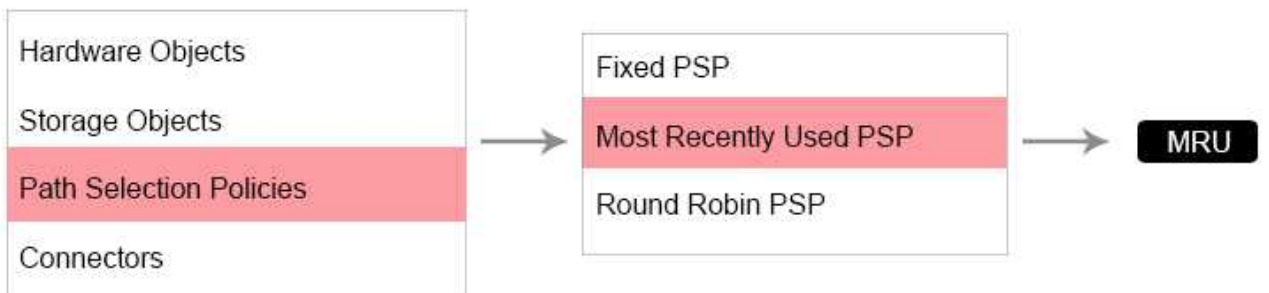 Hardware Objects
Storage Objects
Path Selection Policies
Connectors
Fixed PSP
Most Recently Used PSP
Round Robin PSP
MRU